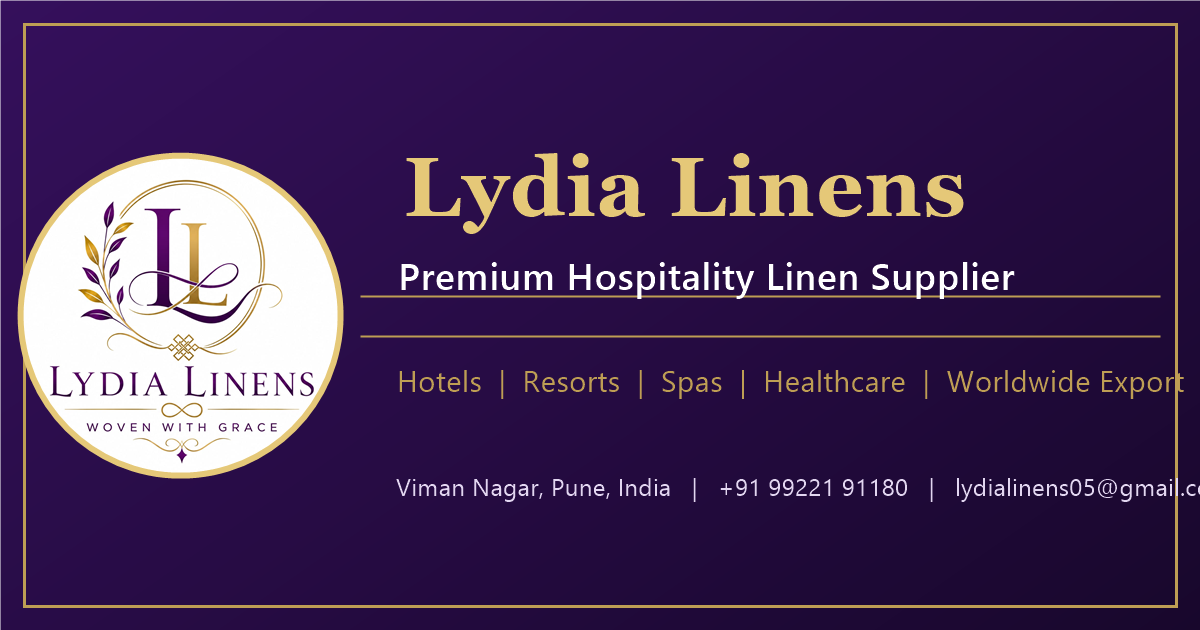 Lydia Linens
Premium Hospitality Linen Supplier
Hotels | Resorts | Spas | Healthcare | Worldwide Export
Viman Nagar, Pune, India | +91 99221 91180 | lydialinens05@gmail.c
LL
LYDIA LINENS
WOVEN WITH GRACE